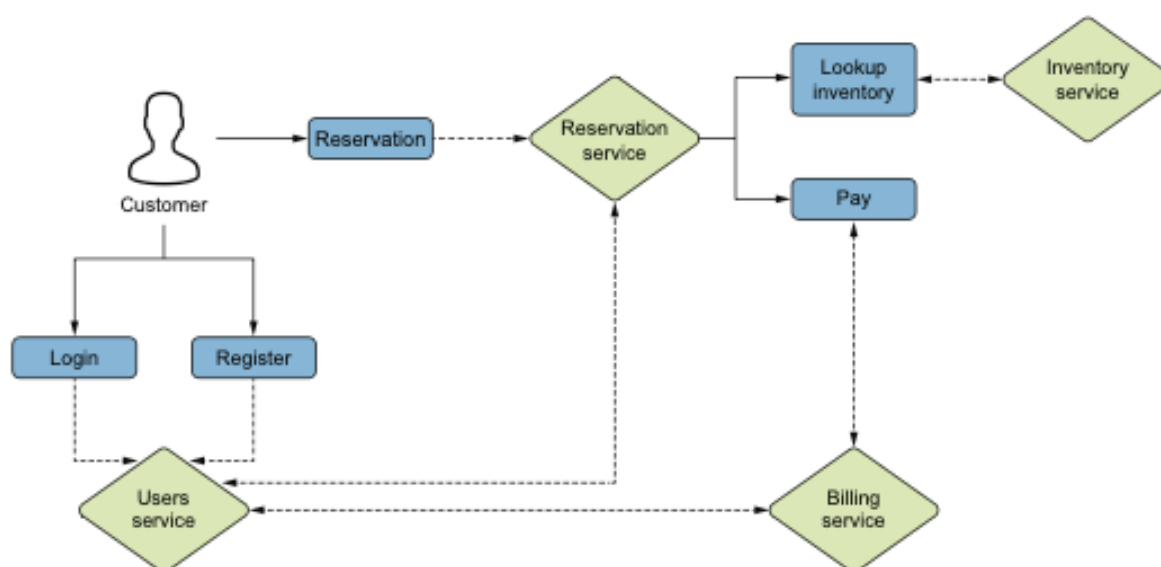 Lookup
inventory
Inventory
service
Reservation
Reservation
service
Customer
Pay
Login
Register
Users
service
Billing
service